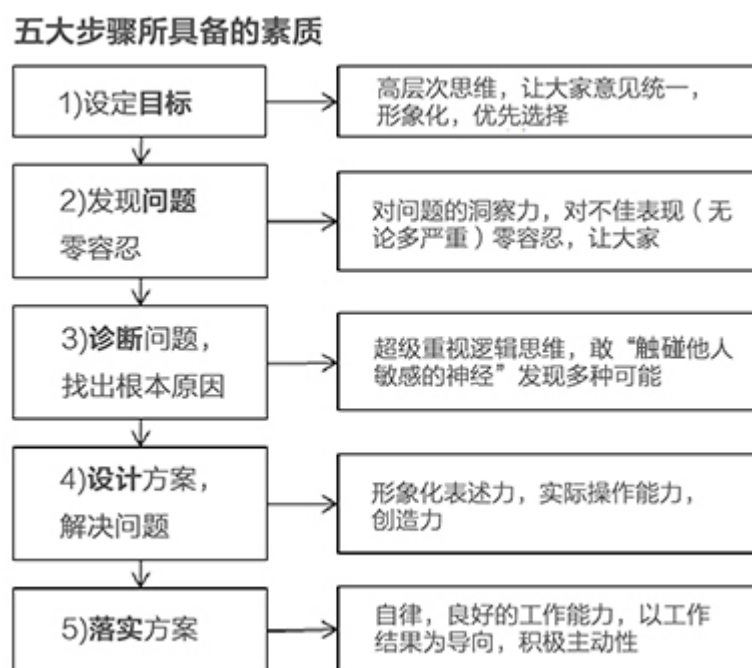 五大步骤所具备的素质
1)设定目标
高层次思维，让大家意见统一，
形象化，优先选择
2)发现问题
零容忍
对问题的洞察力，对不佳表现（无
论多严重）零容忍，让大家
3)诊断问题，
找出根本原因
超级重视逻辑思维，敢“触碰他人
敏感的神经”发现多种可能
4)设计方案，
解决问题
形象化表述力，实际操作能力，
创造力
5)落实方案
自律，良好的工作能力，以工作
结果为导向，积极主动性